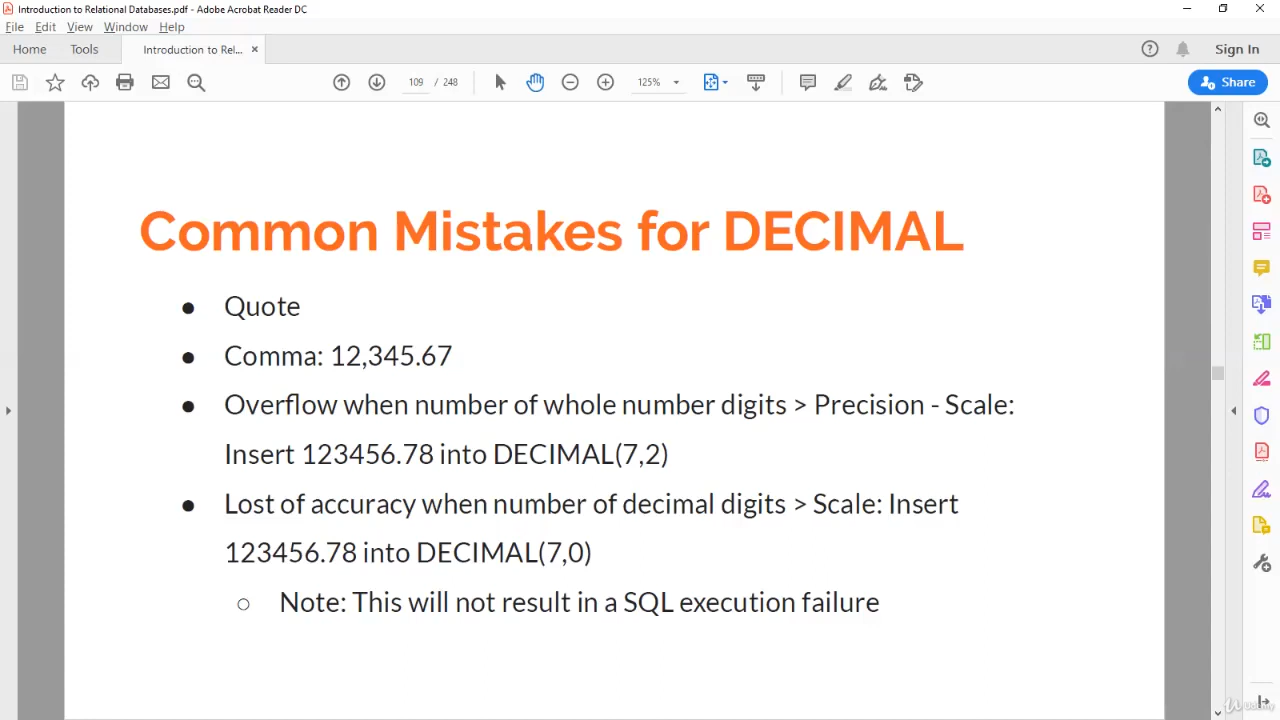 Introduction to Relational Databases.pdf - Adobe Acrobat Reader DC
File Edit View Window Help
Home Tools Introduction to Rel... × Sign In
109 / 248 125% Share
Common Mistakes for DECIMAL
● Quote
● Comma: 12,345.67
● Overflow when number of whole number digits > Precision - Scale:
Insert 123456.78 into DECIMAL(7,2)
● Lost of accuracy when number of decimal digits > Scale: Insert
123456.78 into DECIMAL(7,0)
○ Note: This will not result in a SQL execution failure
Udemy